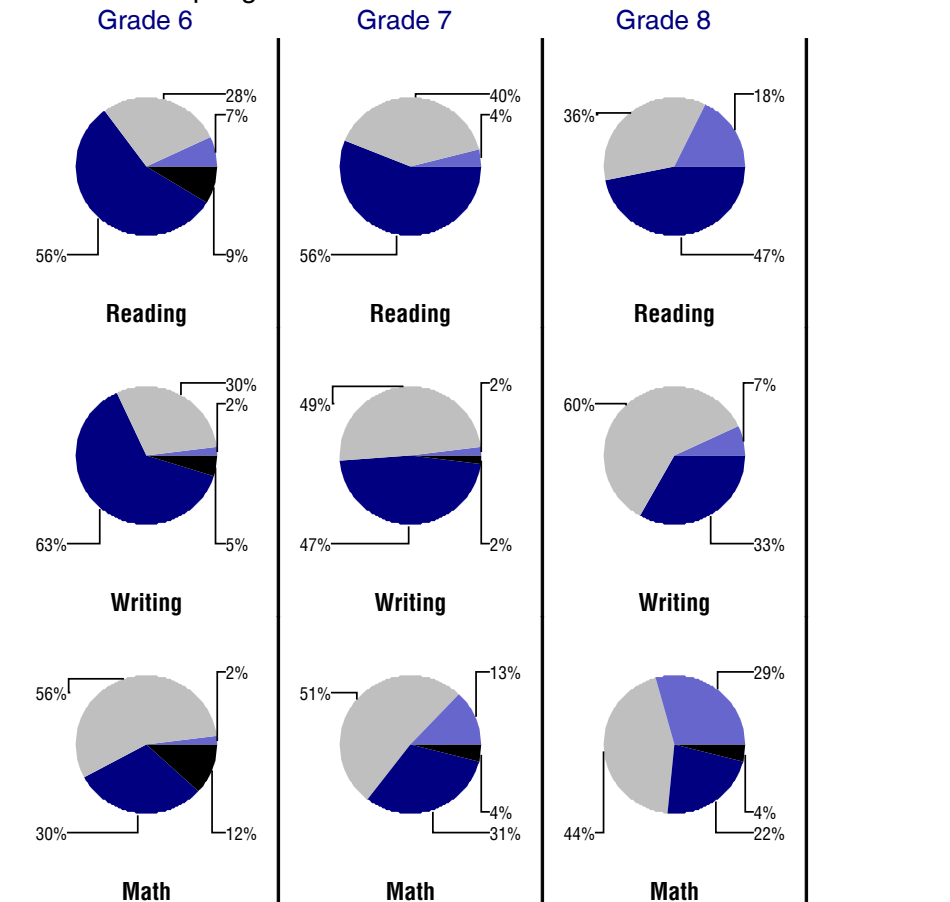 Grade 6 Grade 7 Grade 8
28% 40% 18%
7% 4% 36%
56% 9% 56% 47%
Reading Reading Reading
30% 2% 7%
2% 49% 60%
63% 5% 47% 2% 33%
Writing Writing Writing
2% 13% 29%
56% 51%
4% 4%
30% 12% 31% 44% 22%
Math Math Math